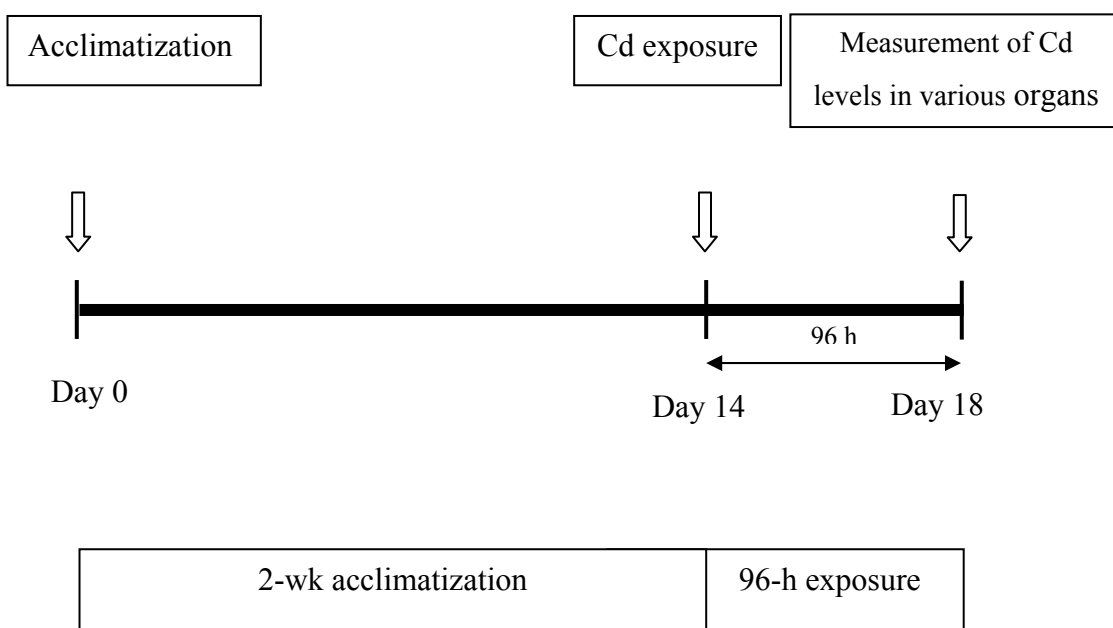 Acclimatization
Cd exposure
Measurement of Cd
levels in various organs
96 h
Day 0
Day 14
Day 18
2-wk acclimatization
96-h exposure